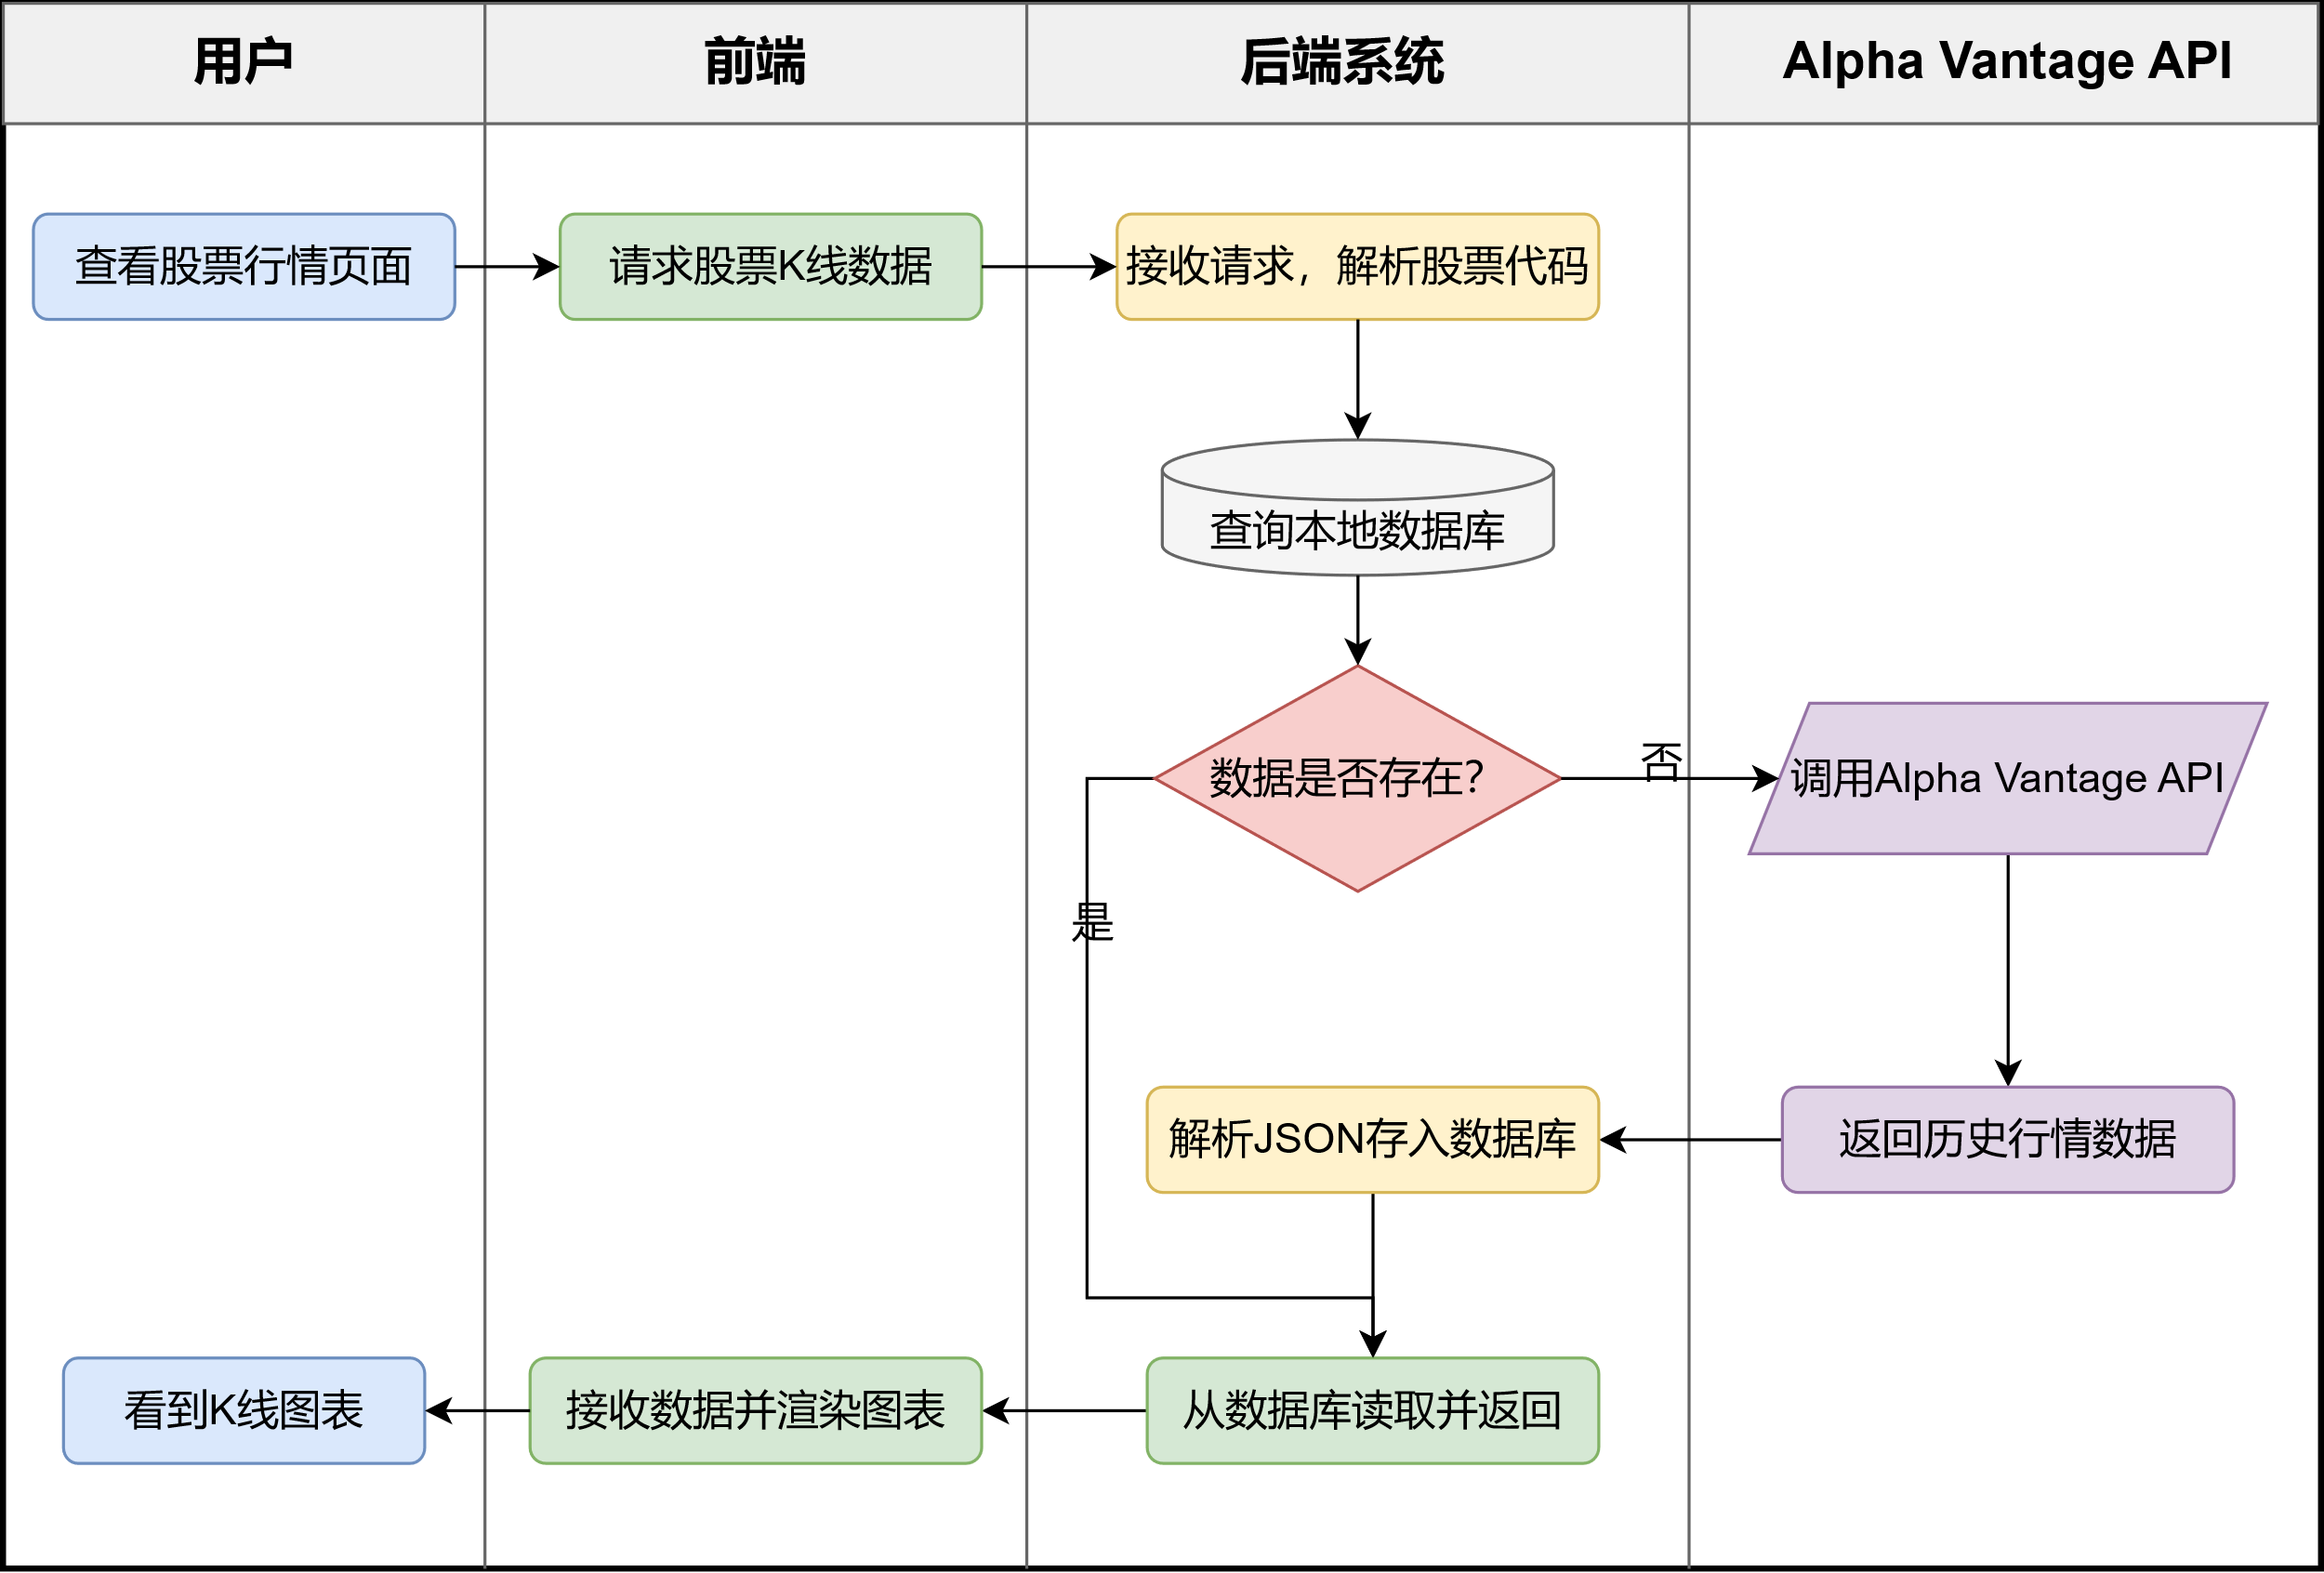 用户
前端
后端系统
Alpha Vantage API
查看股票行情页面
请求股票K线数据
接收请求，解析股票代码
查询本地数据库
数据是否存在？
否
调用Alpha Vantage API
是
解析JSON存入数据库
返回历史行情数据
看到K线图表
接收数据并渲染图表
从数据库读取并返回